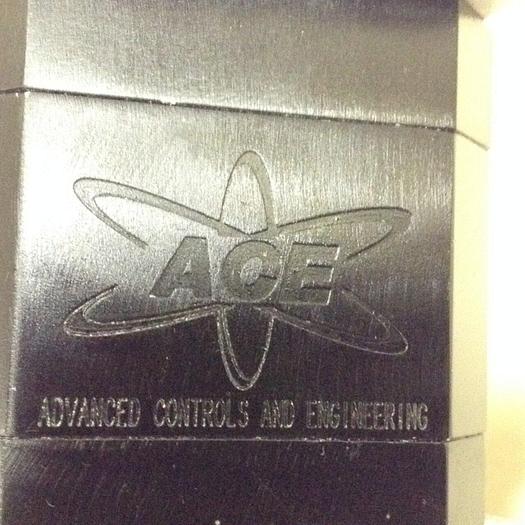 ACE
ADVANCED CONTROLS AND ENGINEERING